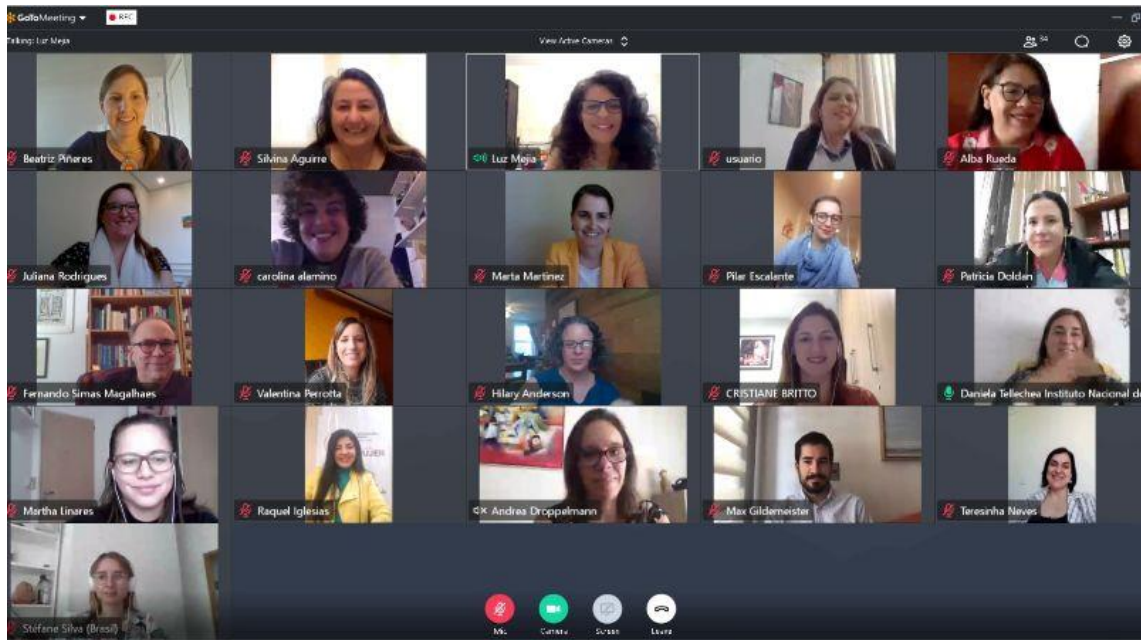 GoToMeeting
REC
Talking: Luz Mejia
View Active Cameras
34
Beatriz Piñeres
Silvina Aguirre
Luz Mejia
usuario
Alba Rueda
Juliana Rodrigues
carolina alamino
Marta Martinez
Pilar Escalante
Patricia Doldan
Fernando Simas Magalhaes
Valentina Perrotta
Hilary Anderson
CRISTIANE BRITTO
Daniela Tellechea Instituto Nacional d
Martha Linares
Raquel Iglesias
Andrea Droppelmann
Max Gildemeister
Teresinha Neves
Stéfane Silva (Brasil)
Mic
Camera
Screen
Leave